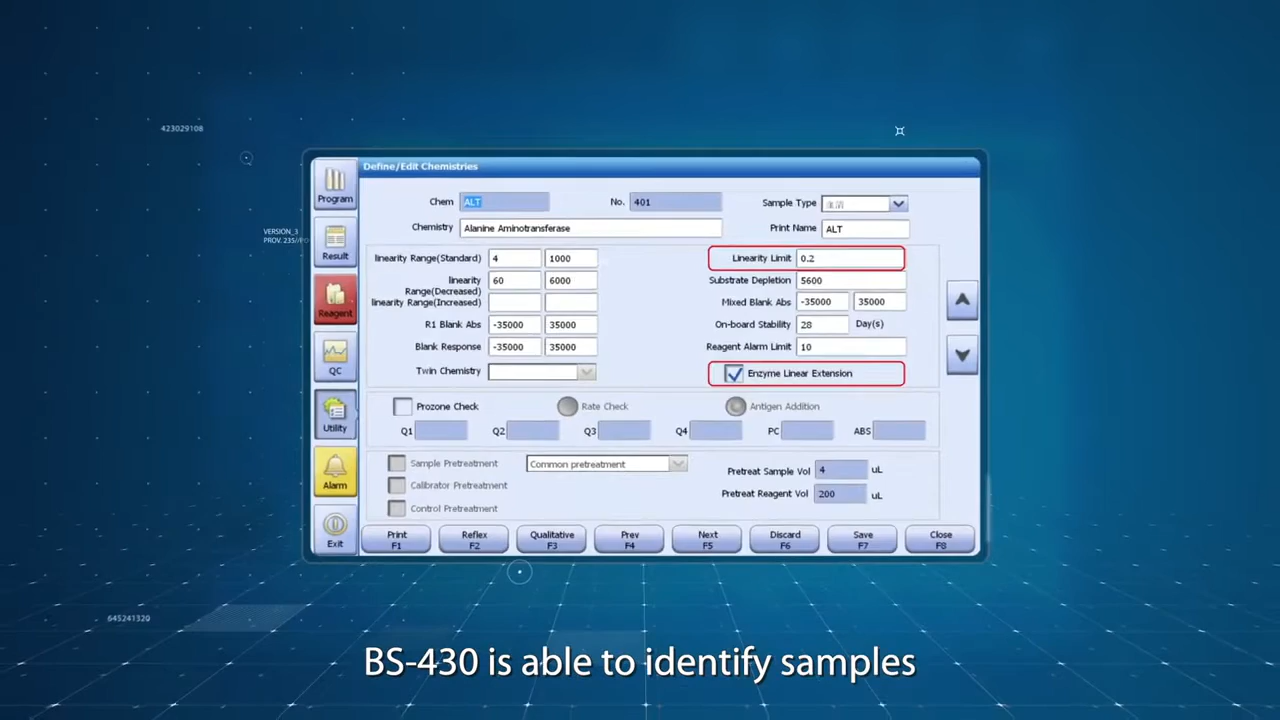 423029108
Define/Edit Chemistries
Program
Chem ALT No. 401 Sample Type 血清
Chemistry Alanine Aminotransferase Print Name ALT
VERSION_3
PROV. 235//PO
Result
linearity Range(Standard) 4 1000 Linearity Limit 0.2
linearity Range(Decreased) 60 6000 Substrate Depletion 5600
linearity Range(Increased) Mixed Blank Abs -35000 35000
Reagent
R1 Blank Abs -35000 35000 On-board Stability 28 Day(s)
Blank Response -35000 35000 Reagent Alarm Limit 10
QC
Twin Chemistry Enzyme Linear Extension
Prozone Check Rate Check Antigen Addition
Utility
Q1 Q2 Q3 Q4 PC ABS
Sample Pretreatment Common pretreatment Pretreat Sample Vol 4 uL
Alarm
Calibrator Pretreatment Pretreat Reagent Vol 200 uL
Control Pretreatment
Exit
Print F1 Reflex F2 Qualitative F3 Prev F4 Next F5 Discard F6 Save F7 Close F8
645241320
BS-430 is able to identify samples